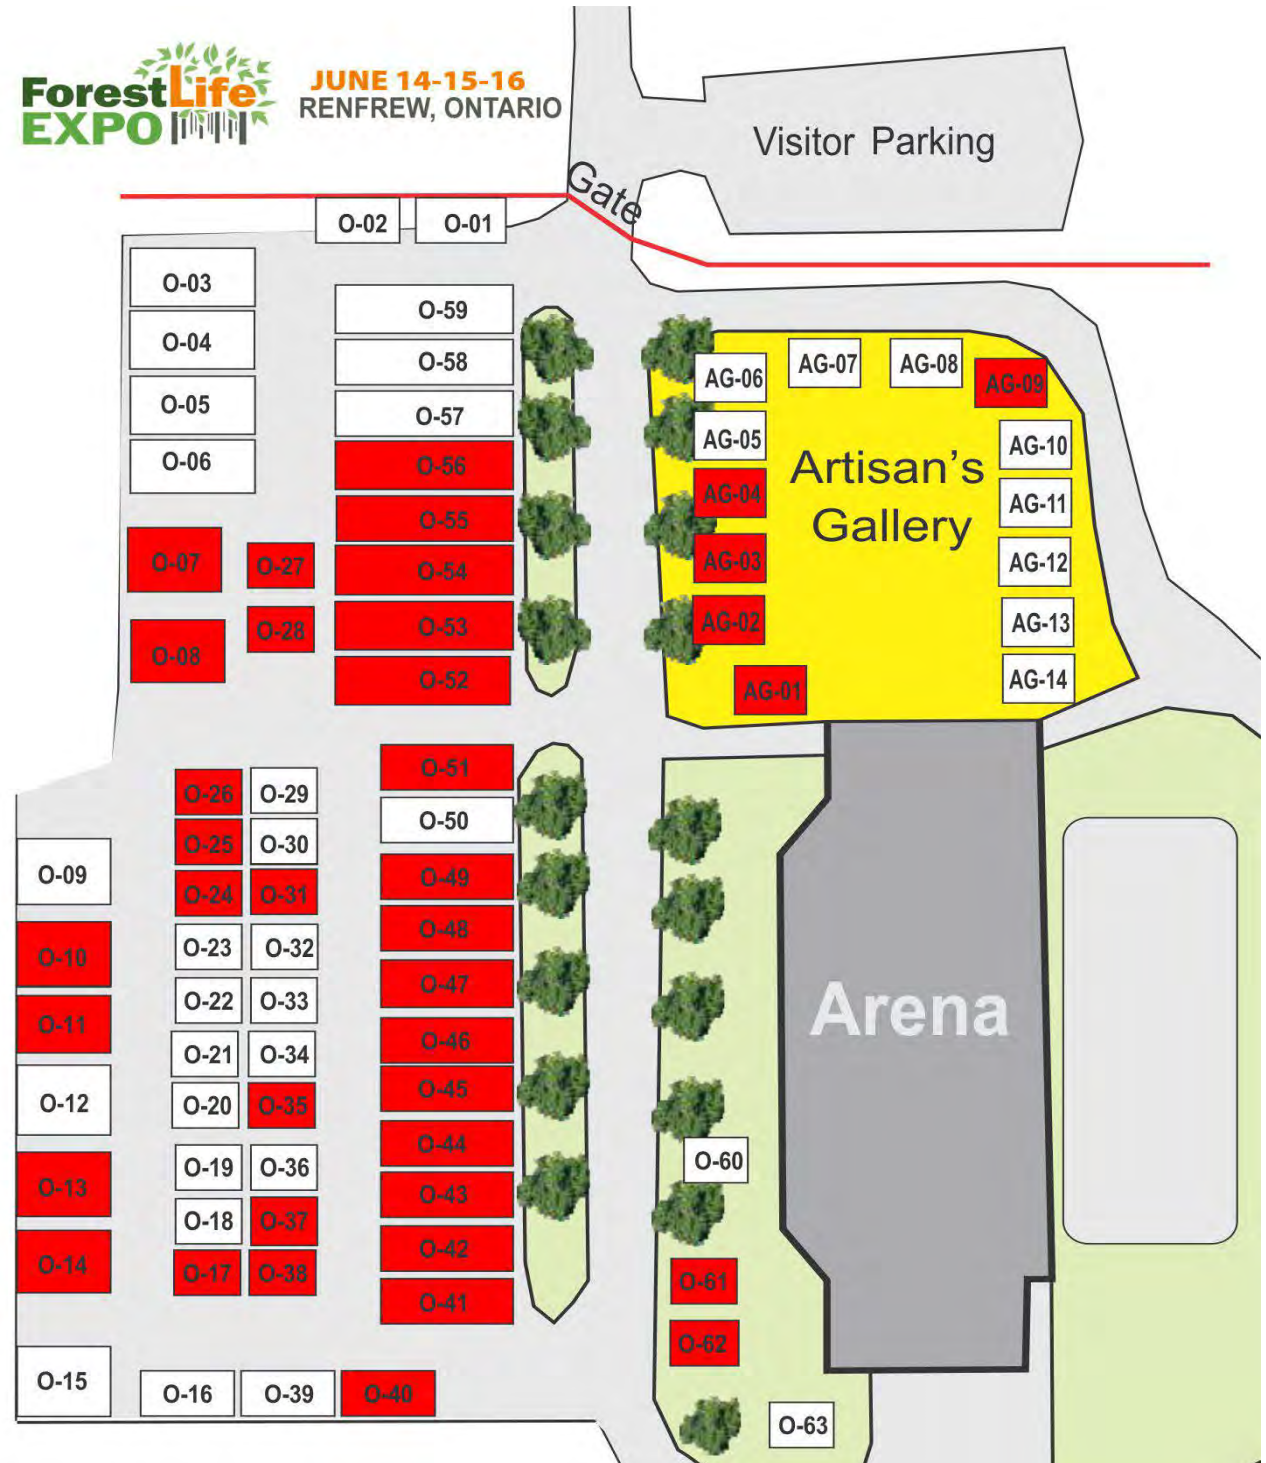 ForestLife
EXPO
JUNE 14-15-16
RENFREW, ONTARIO
Visitor Parking
Gate
O-02
O-01
O-03
O-04
O-05
O-06
O-07
O-27
O-08
O-28
O-59
O-58
O-57
O-56
O-55
O-54
O-53
O-52
AG-06
AG-07
AG-08
AG-09
AG-05
AG-10
AG-04
AG-11
AG-03
AG-12
AG-02
AG-13
AG-01
AG-14
Artisan's
Gallery
O-51
O-50
O-49
O-48
O-47
O-46
O-45
O-44
O-43
O-42
O-41
O-26
O-29
O-25
O-30
O-24
O-31
O-23
O-32
O-22
O-33
O-21
O-34
O-20
O-35
O-19
O-36
O-18
O-37
O-17
O-38
O-09
O-10
O-11
O-12
O-13
O-14
O-15
O-16
O-39
O-40
Arena
O-60
O-61
O-62
O-63